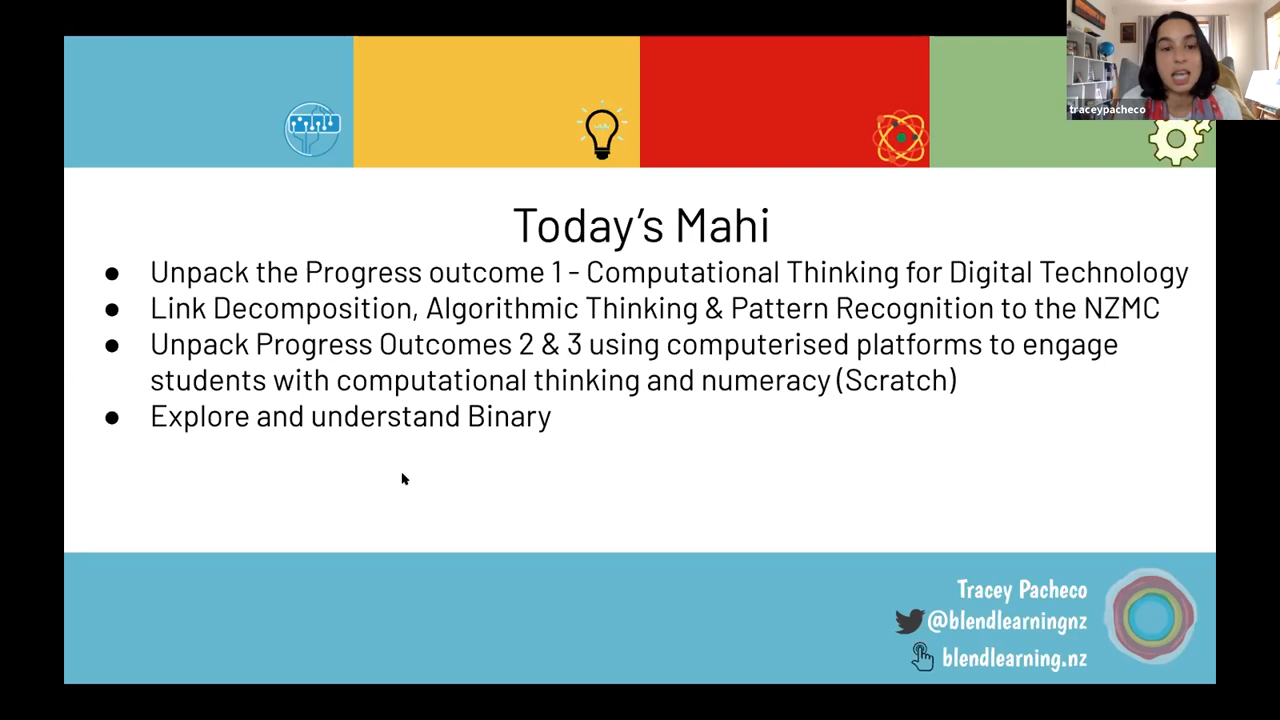 traceypacheco
Today's Mahi
● Unpack the Progress outcome 1 - Computational Thinking for Digital Technology
● Link Decomposition, Algorithmic Thinking & Pattern Recognition to the NZMC
● Unpack Progress Outcomes 2 & 3 using computerised platforms to engage
students with computational thinking and numeracy (Scratch)
● Explore and understand Binary
Tracey Pacheco
@blendlearningnz
blendlearning.nz